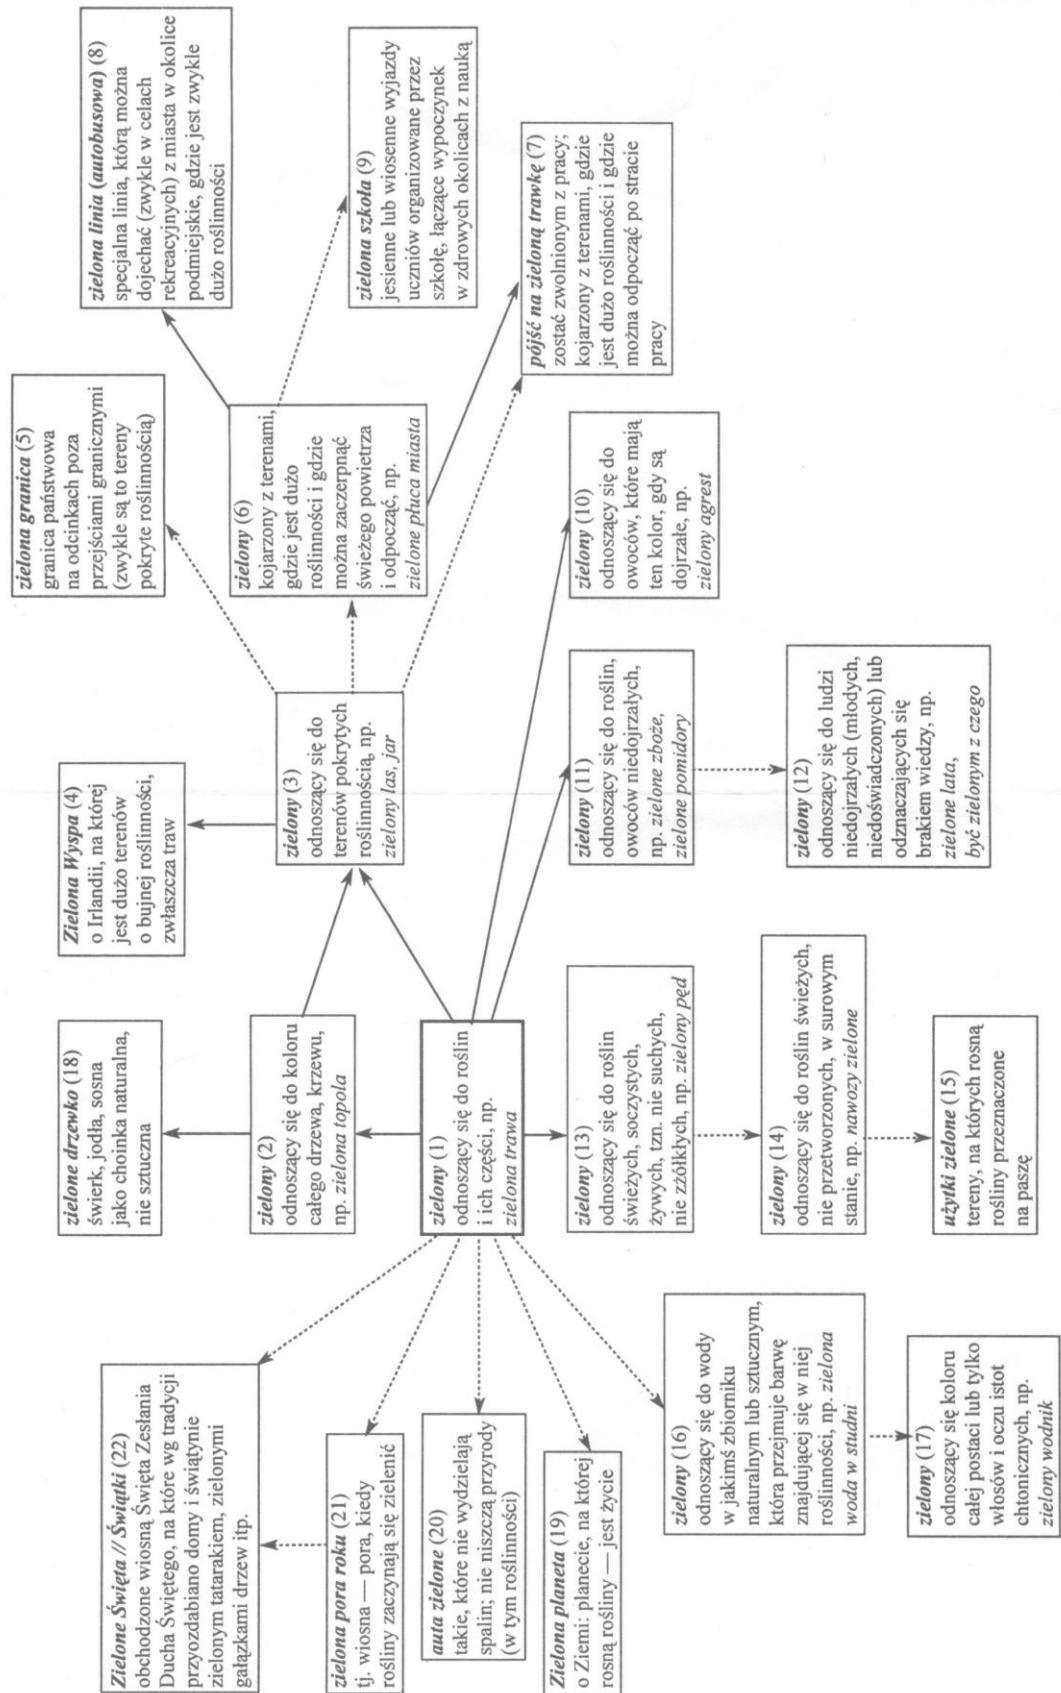 Zielone Święta // Świątki (22)
obchodzone wiosną Święta Zesłania
Ducha Świętego, na które wg tradycji
przyozdabiano domy i świątynie
zielonym tatarakiem, zielonymi
gałązkami drzew itp.
zielone drzewko (18)
świerk, jodła, sosna
jako choinka naturalna,
nie sztuczna
Zielona Wyspa (4)
o Irlandii, na której
jest dużo terenów
o bujnej roślinności,
zwłaszcza traw
zielona granica (5)
granica państwowa
na odcinkach poza
przejściami granicznymi
(zwykle są to tereny
pokryte roślinnością)
zielona linia (autobusowa) (8)
specjalna linia, którą można
dojechać (zwykle w celach
rekreacyjnych) z miasta w okolice
podmiejskie, gdzie jest zwykle
dużo roślinności
zielona pora roku (21)
tj. wiosna — pora, kiedy
rośliny zaczynają się zielenić
zielony (2)
odnoszący się do koloru
całego drzewa, krzewu,
np. zielona topola
zielony (3)
odnoszący się do
terenów pokrytych
roślinnością, np.
zielony las, jar
zielony (6)
kojarzony z terenami,
gdzie jest dużo
roślinności i gdzie
można zaczerpnąć
świeżego powietrza
i odpocząć, np.
zielone płuca miasta
zielona szkoła (9)
jesienne lub wiosenne wyjazdy
uczniów organizowane przez
szkołę, łączące wypoczynek
w zdrowych okolicach z nauką
auta zielone (20)
takie, które nie wydzielają
spalin; nie niszczą przyrody
(w tym roślinności)
zielony (1)
odnoszący się do roślin
i ich części, np.
zielona trawa
pójść na zieloną trawkę (7)
zostać zwolnionym z pracy;
kojarzony z terenami, gdzie
jest dużo roślinności i gdzie
można odpocząć po stracie
pracy
Zielona planeta (19)
o Ziemi: planecie, na której
rosną rośliny — jest życie
zielony (13)
odnoszący się do roślin
świeżych, soczystych,
żywych, tzn. nie suchych,
nie zżółkłych, np. zielony pęd
zielony (11)
odnoszący się do roślin,
owoców niedojrzałych,
np. zielone zboże,
zielone pomidory
zielony (10)
odnoszący się do
owoców, które mają
ten kolor, gdy są
dojrzałe, np.
zielony agrest
zielony (16)
odnoszący się do wody
w jakimś zbiorniku
naturalnym lub sztucznym,
która przejmuje barwę
znajdującej się w niej
roślinności, np. zielona
woda w studni
zielony (14)
odnoszący się do roślin świeżych,
nie przetworzonych, w surowym
stanie, np. nawozy zielone
zielony (12)
odnoszący się do ludzi
niedojrzałych (młodych,
niedoświadczonych) lub
odznaczających się
brakiem wiedzy, np.
zielone lata,
być zielonym z czego
zielony (17)
odnoszący się koloru
całej postaci lub tylko
włosów i oczu istot
chtonicznych, np.
zielony wodnik
użytki zielone (15)
tereny, na których rosną
rośliny przeznaczone
na paszę